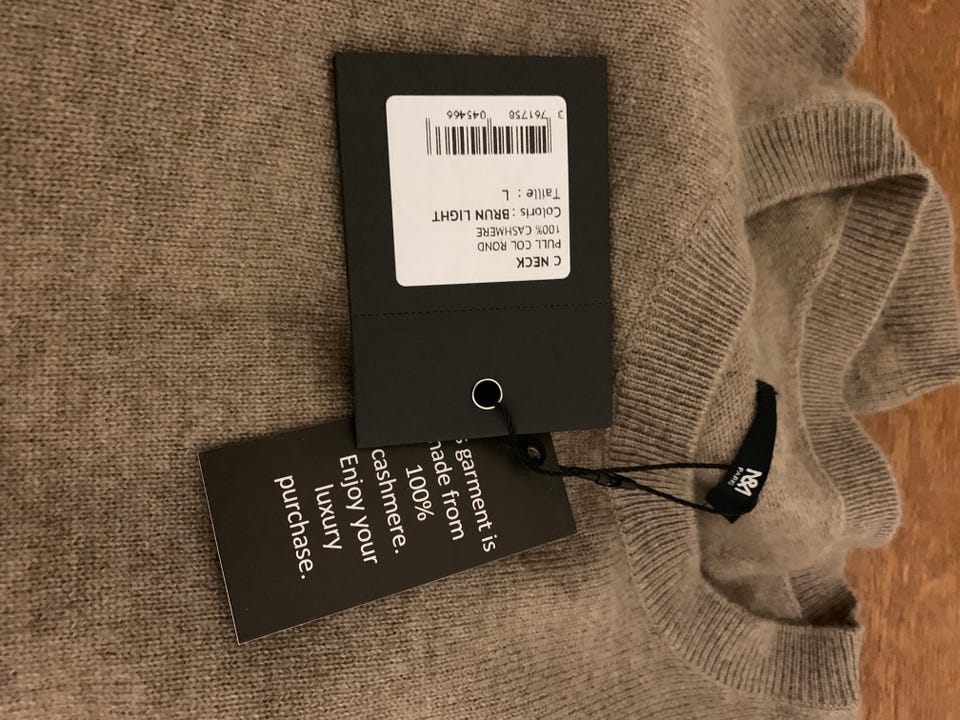 C NECK
PULL COL ROND
100% CASHMERE
Coloris : BRUN LIGHT
Taille : L
3 761758 045466
garment is
made from
100%
cashmere.
Enjoy your
luxury
purchase.
PARIS